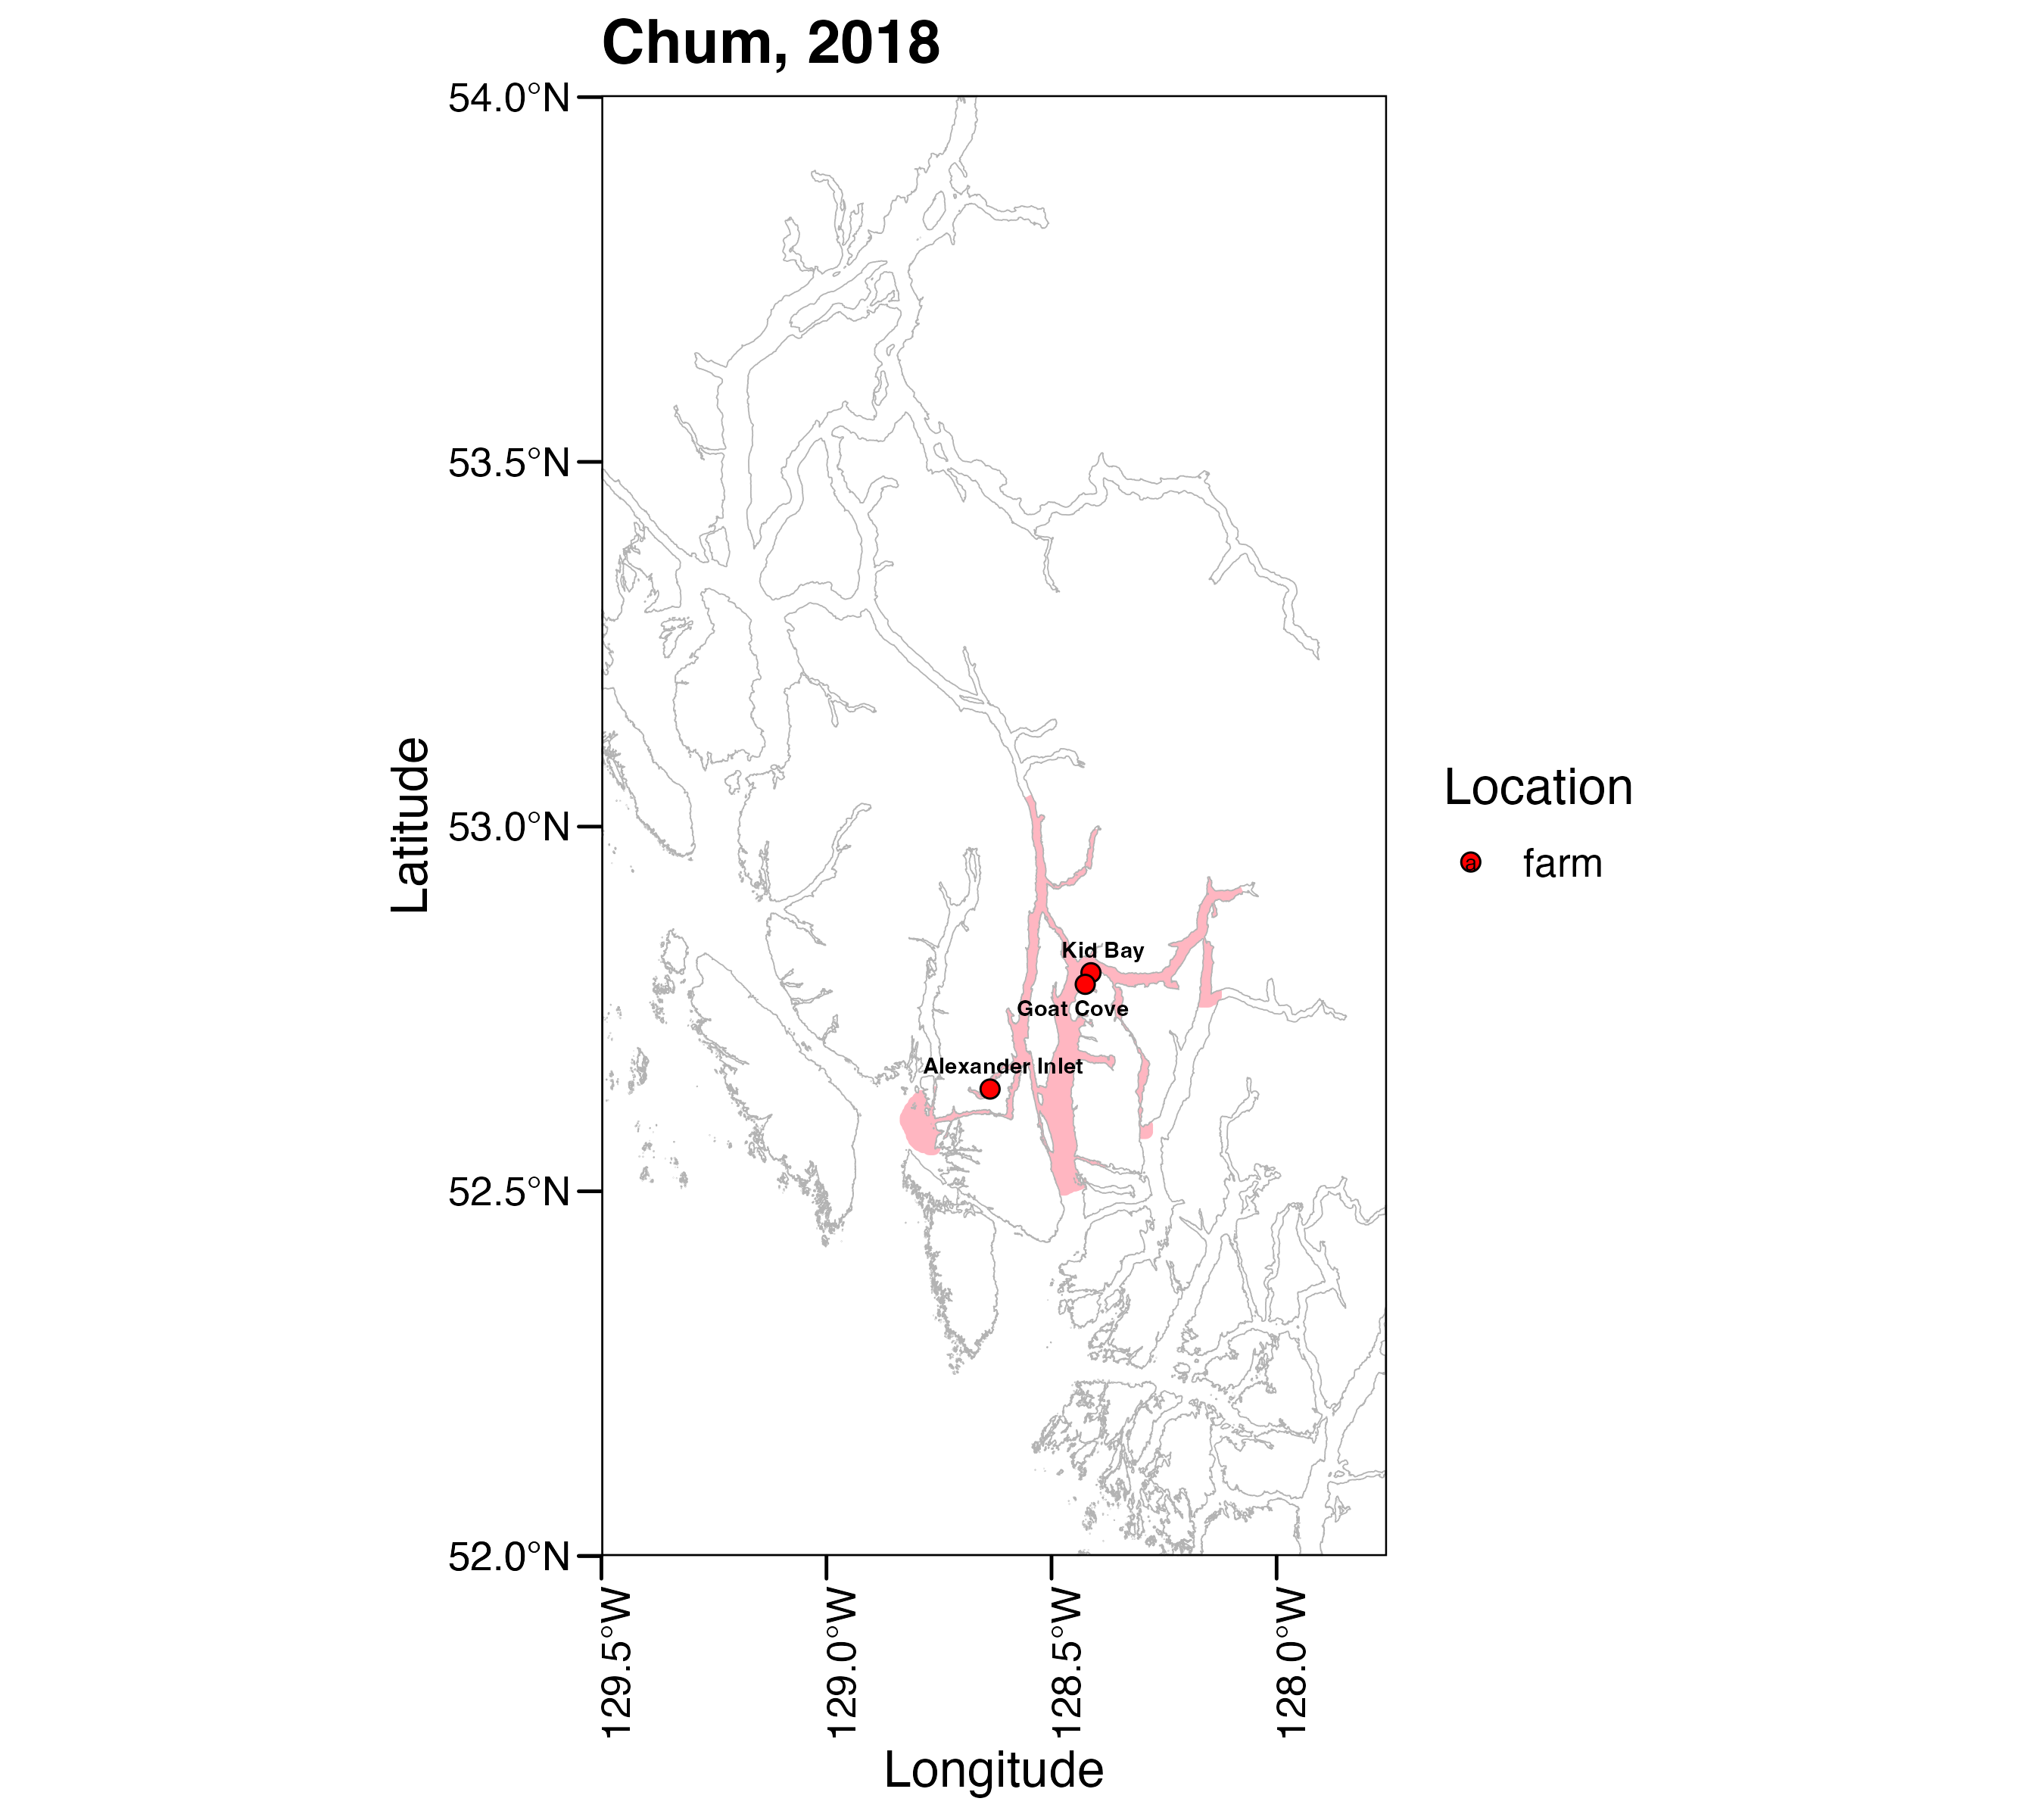 Chum, 2018
54.0°N
53.5°N
53.0°N
52.5°N
52.0°N
Latitude
Kid Bay
Goat Cove
Alexander Inlet
129.5°W
129.0°W
128.5°W
128.0°W
Longitude
Location
a farm